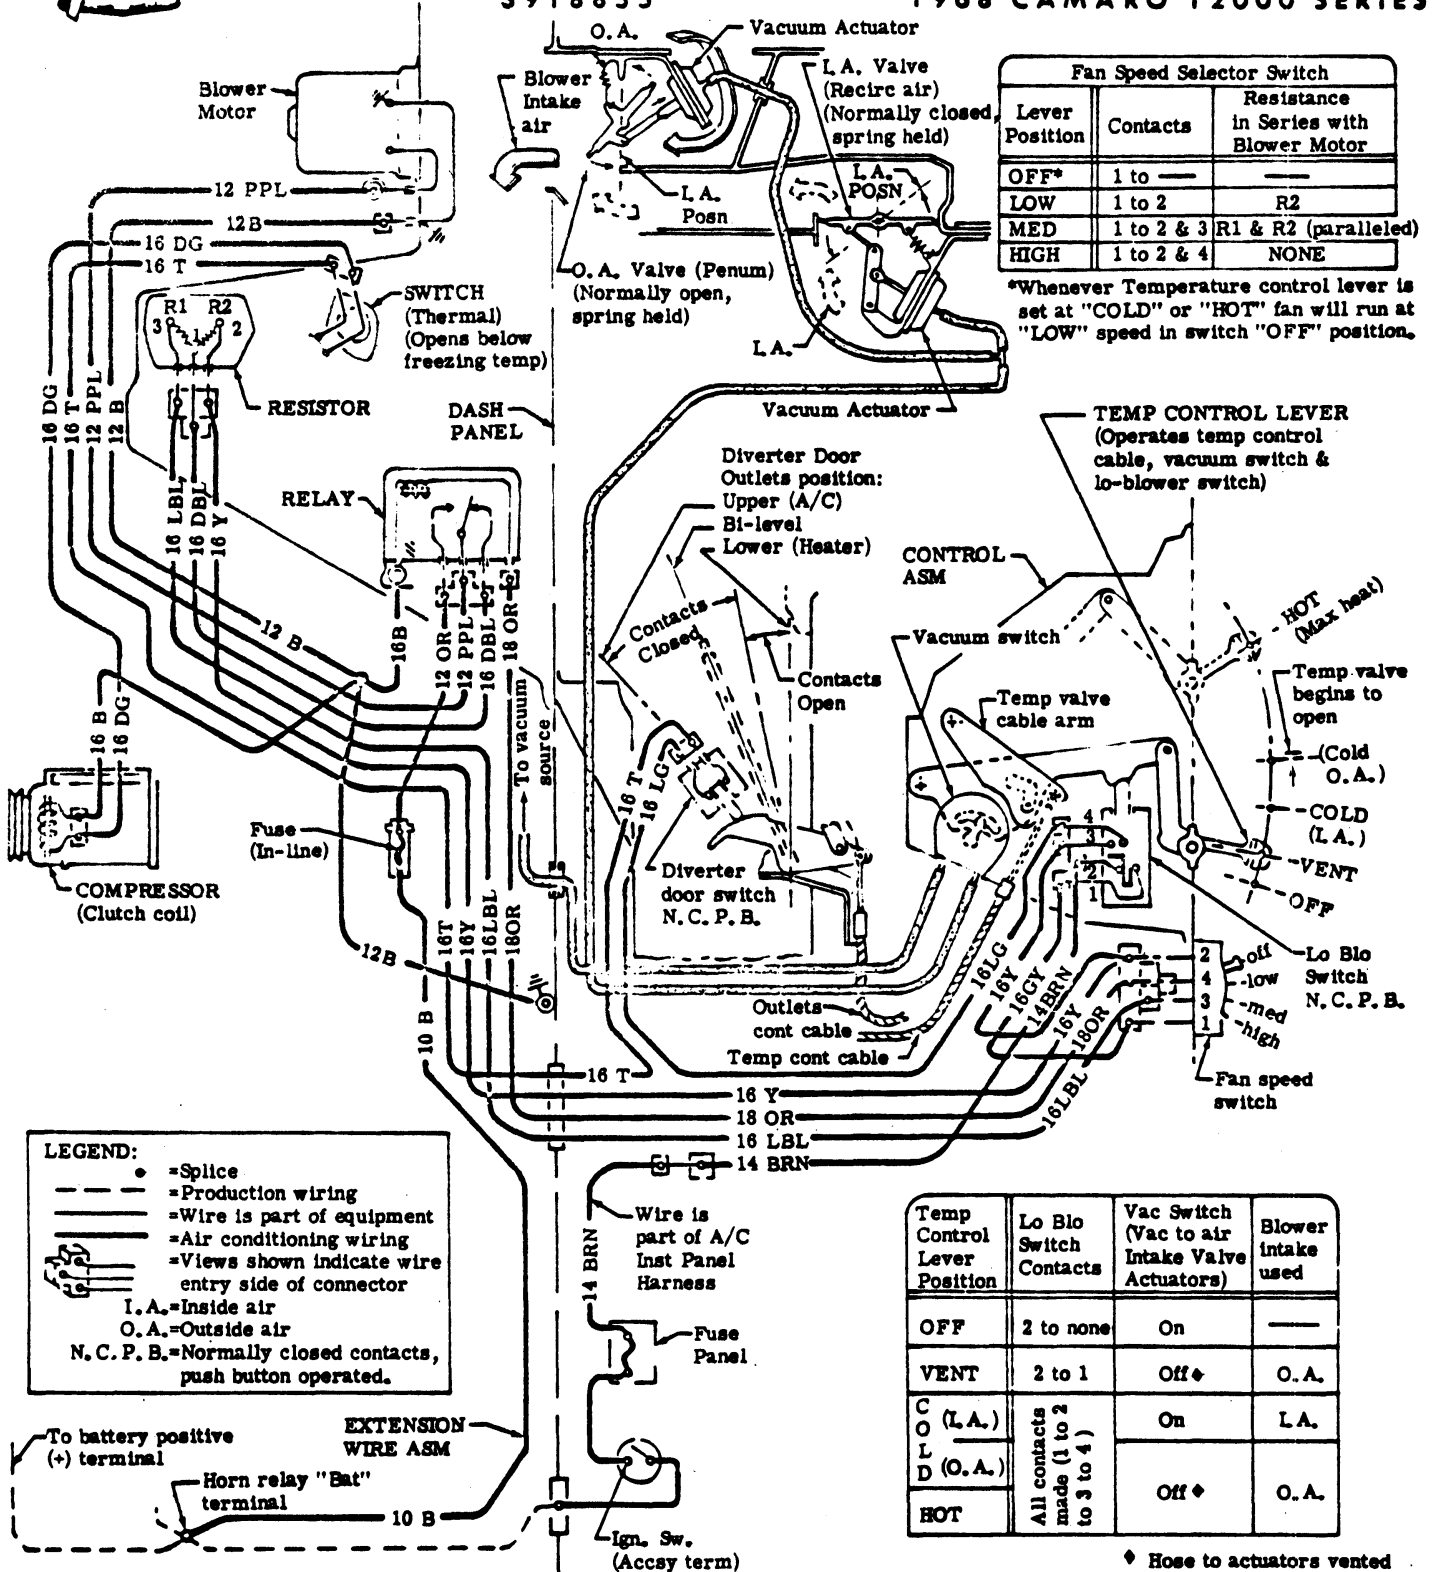 3918855
1968 CAMARO 12000 SERIES
O. A.
Vacuum Actuator
Blower
Motor
Blower
Intake
air
I. A. Valve
(Recirc air)
(Normally closed,
spring held)
I. A.
POSN
I. A.
Posn
O. A. Valve (Penum)
(Normally open,
spring held)
I. A.
Vacuum Actuator
Fan Speed Selector Switch
Lever
Position
Contacts
Resistance
in Series with
Blower Motor
OFF* 1 to —— ——
LOW 1 to 2 R2
MED 1 to 2 & 3 R1 & R2 (paralleled)
HIGH 1 to 2 & 4 NONE
*Whenever Temperature control lever is
set at "COLD" or "HOT" fan will run at
"LOW" speed in switch "OFF" position.
12 PPL
12B
16 DG
16 T
SWITCH
(Thermal)
(Opens below
freezing temp)
R1 R2
3 2
RESISTOR
16 DG
16 T
12 PPL
12 B
DASH
PANEL
16 LBL
16 DBL
16 Y
RELAY
Diverter Door
Outlets position:
Upper (A/C)
Bi-level
Lower (Heater)
TEMP CONTROL LEVER
(Operates temp control
cable, vacuum switch &
lo-blower switch)
CONTROL
ASM
12 B
16B
12 OR
12 PPL
16 DBL
18 OR
Contacts
Closed
Contacts
Open
Vacuum switch
Temp valve
cable arm
HOT
(Max heat)
Temp valve
begins to
open
(Cold
O. A.)
COLD
(I. A.)
VENT
OFF
16 B
16 DG
To vacuum
source
16 T
16 LG
4
3
2
1
Fuse
(In-line)
COMPRESSOR
(Clutch coil)
Diverter
door switch
N. C. P. B.
16T
16Y
16LBL
18OR
12B
10 B
16LG
16Y
16GY
14BRN
16Y
18OR
16LBL
2
4
3
1
off
low
med
high
Lo Blo
Switch
N. C. P. B.
Outlets
cont cable
Temp cont cable
Fan speed
switch
16 T
16 Y
18 OR
16 LBL
14 BRN
LEGEND:
=Splice
=Production wiring
=Wire is part of equipment
=Air conditioning wiring
=Views shown indicate wire
entry side of connector
I. A.=Inside air
O. A.=Outside air
N. C. P. B.=Normally closed contacts,
push button operated.
Wire is
part of A/C
Inst Panel
Harness
14 BRN
Fuse
Panel
Temp
Control
Lever
Position
Lo Blo
Switch
Contacts
Vac Switch
(Vac to air
Intake Valve
Actuators)
Blower
intake
used
OFF 2 to none On ——
VENT 2 to 1 Off♦ O. A.
COLD (I. A.) On I. A.
(O. A.) Off♦ O. A.
HOT
All contacts
made (1 to 2
to 3 to 4)
EXTENSION
WIRE ASM
To battery positive
(+) terminal
Horn relay "Bat"
terminal
10 B
Ign. Sw.
(Accsy term)
♦ Hose to actuators vented